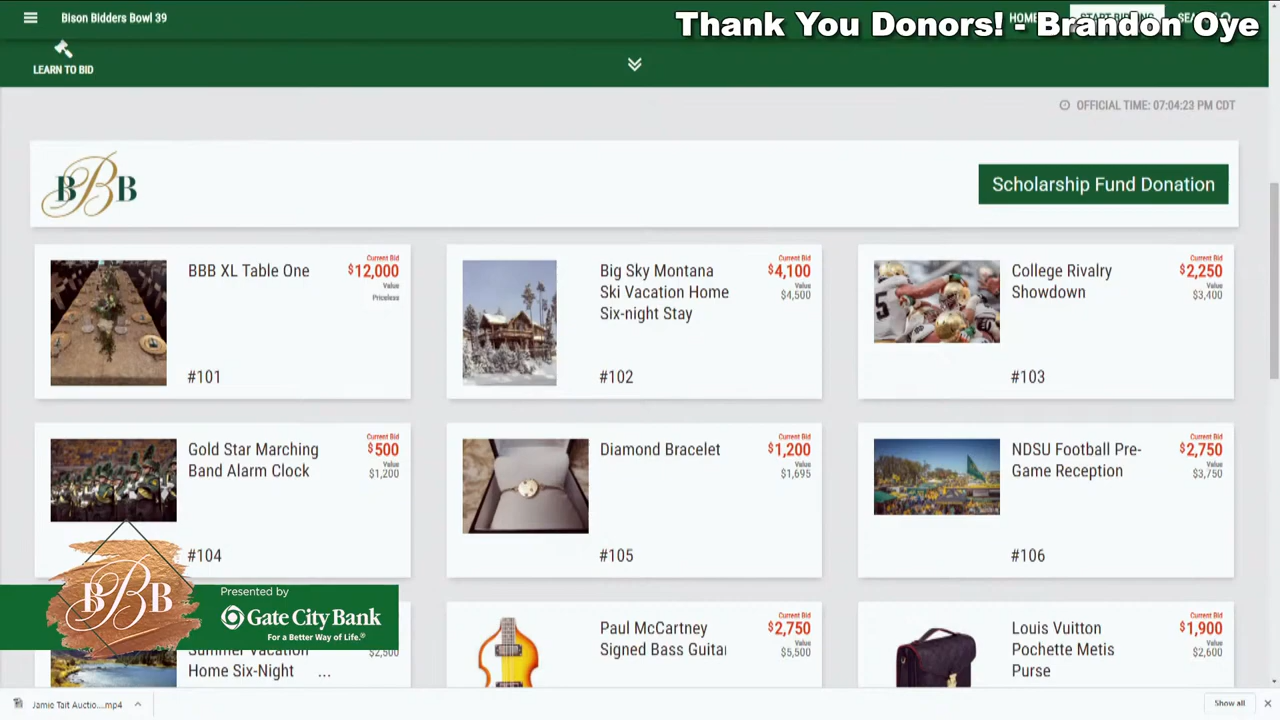 Bison Bidders Bowl 39
HOME
SEA
Thank You Donors! - Brandon Oye
LEARN TO BID
OFFICIAL TIME: 07:04:23 PM CDT
BBB
Scholarship Fund Donation
BBB XL Table One
Current Bid
$12,000
Value
Priceless
#101
Big Sky Montana
Ski Vacation Home
Six-night Stay
Current Bid
$4,100
Value
$4,500
#102
College Rivalry
Showdown
Current Bid
$2,250
Value
$3,400
#103
Gold Star Marching
Band Alarm Clock
Current Bid
$500
Value
$1,200
#104
Diamond Bracelet
Current Bid
$1,200
Value
$1,695
#105
NDSU Football Pre-
Game Reception
Current Bid
$2,750
Value
$3,750
#106
BBB
Presented by
Gate City Bank
For a Better Way of Life.®
Summer Vacation
Home Six-Night ...
$2,500
Paul McCartney
Signed Bass Guitar
Current Bid
$2,750
Value
$5,500
Louis Vuitton
Pochette Metis
Purse
Current Bid
$1,900
Value
$2,600
Jamie Tait Auctio....mp4
Show all